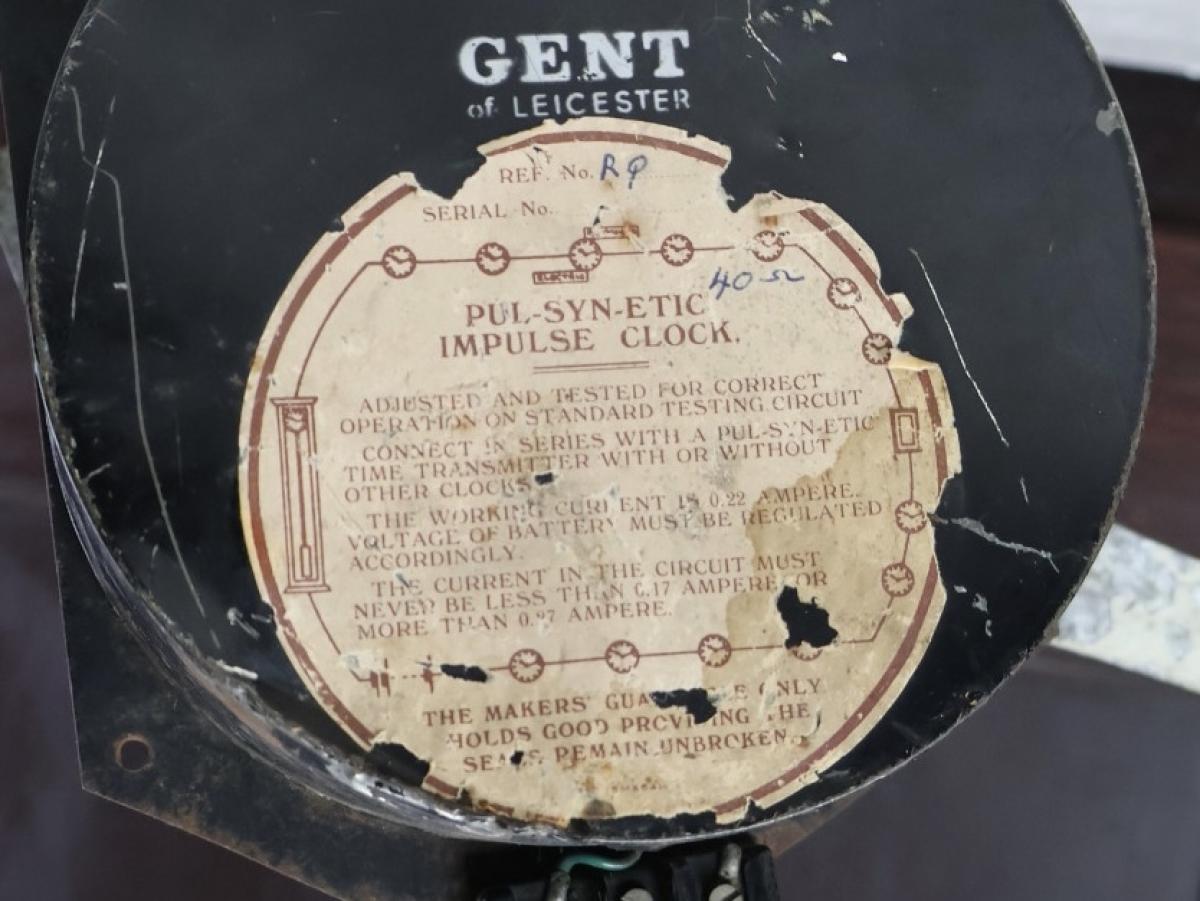 GENT
of LEICESTER
REF. No. RP
SERIAL No.
ELECTRIC
40 Ω
PUL-SYN-ETIC
IMPULSE CLOCK.
ADJUSTED AND TESTED FOR CORRECT
OPERATION ON STANDARD TESTING CIRCUIT
CONNECT IN SERIES WITH A PUL-SYN-ETIC
TIME TRANSMITTER WITH OR WITHOUT
OTHER CLOCKS
THE WORKING CURRENT IS 0.22 AMPERE.
VOLTAGE OF BATTERY MUST BE REGULATED
ACCORDINGLY.
THE CURRENT IN THE CIRCUIT MUST
NEVER BE LESS THAN 0.17 AMPERE OR
MORE THAN AMPERE.
THE MAKERS' GUARANTEE ONLY
HOLDS GOOD PROVIDING THE
SEALS REMAIN UNBROKEN.